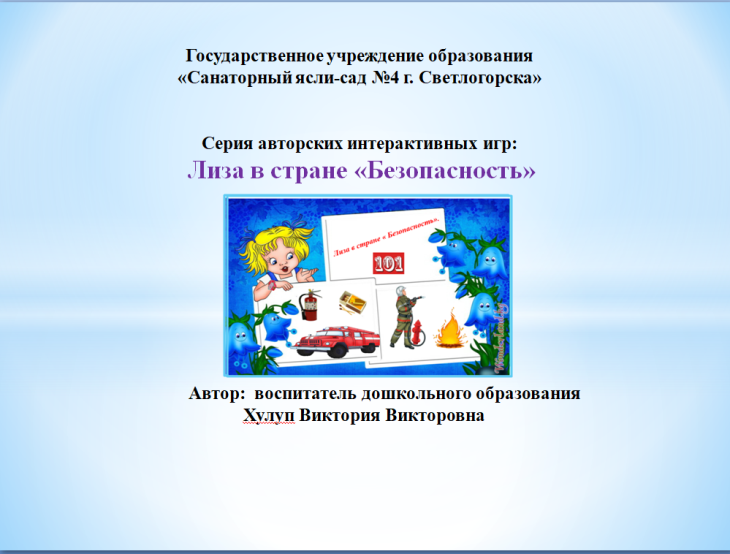 Государственное учреждение образования
«Санаторный ясли-сад №4 г. Светлогорска»
Серия авторских интерактивных игр:
Лиза в стране «Безопасность»
Лиза в стране « Безопасность».
101
Автор: воспитатель дошкольного образования
Хулуп Виктория Викторовна